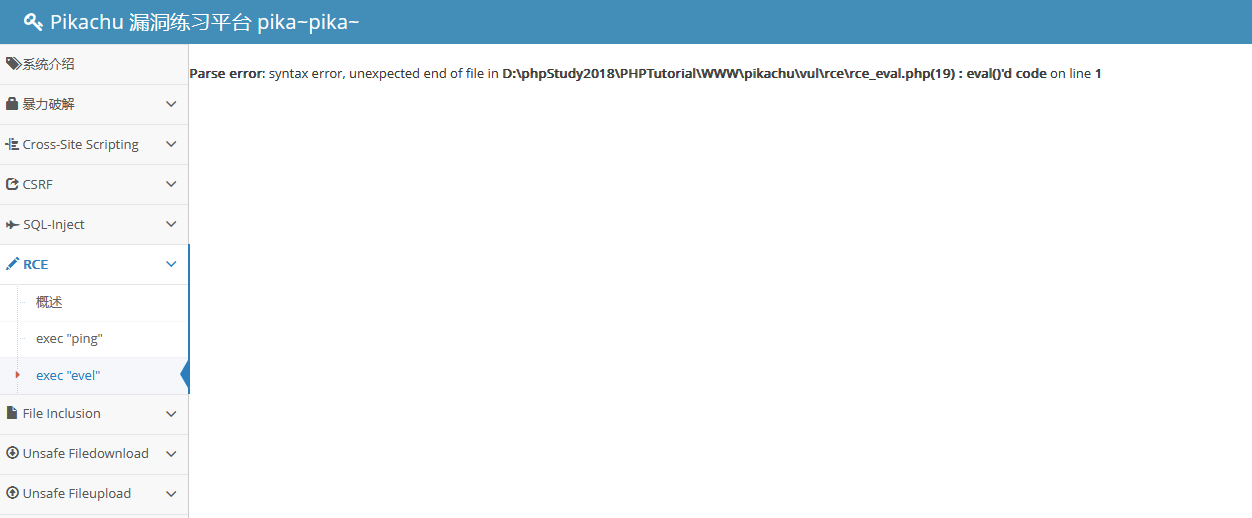 Pikachu 漏洞练习平台 pika~pika~
系统介绍
暴力破解
Cross-Site Scripting
CSRF
SQL-Inject
RCE
概述
exec "ping"
exec "evel"
File Inclusion
Unsafe Filedownload
Unsafe Fileupload
Parse error: syntax error, unexpected end of file in D:\phpStudy2018\PHPTutorial\WWW\pikachu\vul\rce\rce_eval.php(19) : eval()'d code on line 1